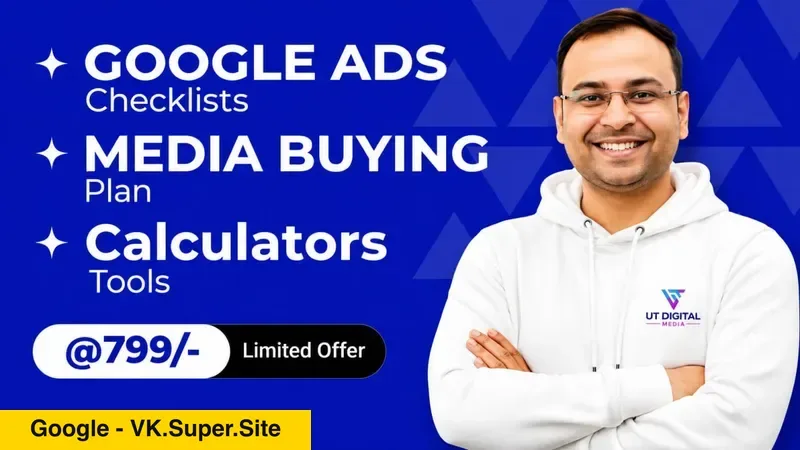 GOOGLE ADS
Checklists
MEDIA BUYING
Plan
Calculators
Tools
@799/-
Limited Offer
UT DIGITAL
MEDIA
Google - VK.Super.Site